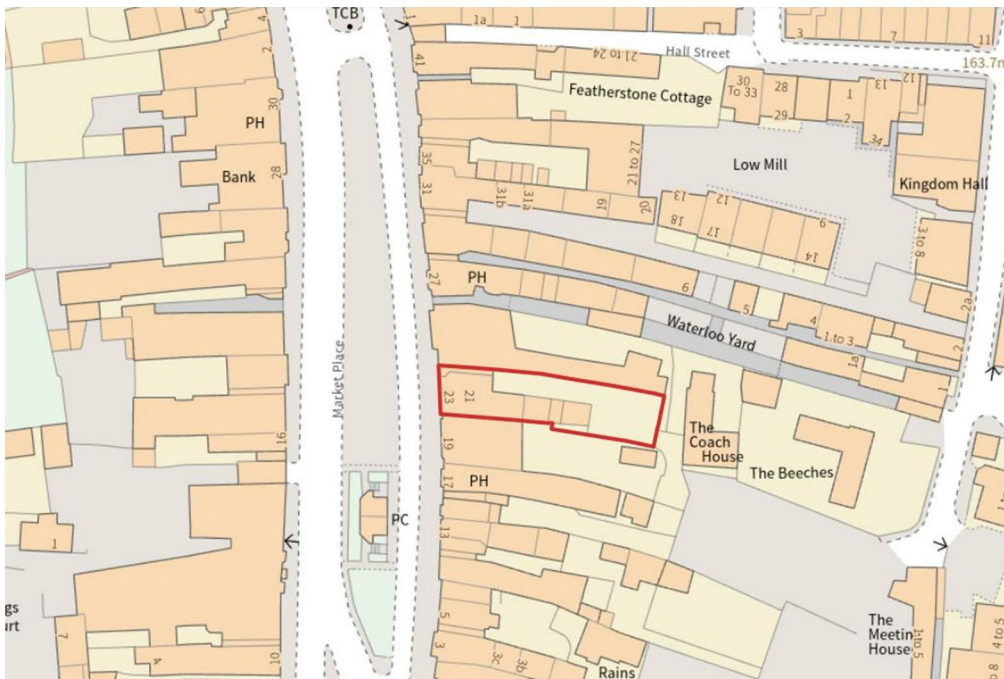 TCB
1
1a
1
3
7
11
Hall Street
163.7m
4
2
30
PH
28
Bank
41
21 to 24
Featherstone Cottage
30
To 33
28
29
1
2
13
12
34
Low Mill
Kingdom Hall
35
31
31b
31a
19
20
21 to 27
13
18
12
17
9
14
3 to 8
27
PH
6
5
4
1 to 3
2a
2
Waterloo Yard
1a
1
Market Place
23
21
19
17
PH
The
Coach
House
The Beeches
16
PC
13
1
5
3
3c
3b
Rains
gs
urt
7
4
10
The
Meetin
House
1 to 5
4 to 5
8